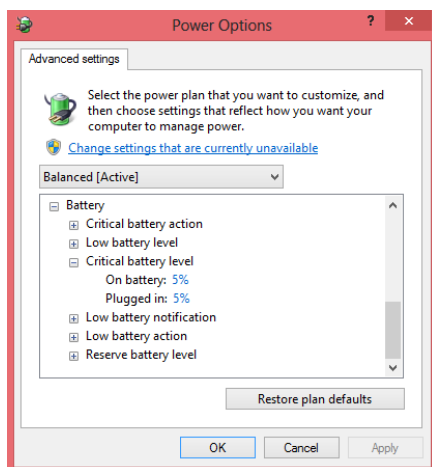 Power Options
?
Advanced settings
Select the power plan that you want to customize, and
then choose settings that reflect how you want your
computer to manage power.
Change settings that are currently unavailable
Balanced [Active]
Battery
Critical battery action
Low battery level
Critical battery level
On battery: 5%
Plugged in: 5%
Low battery notification
Low battery action
Reserve battery level
Restore plan defaults
OK Cancel Apply